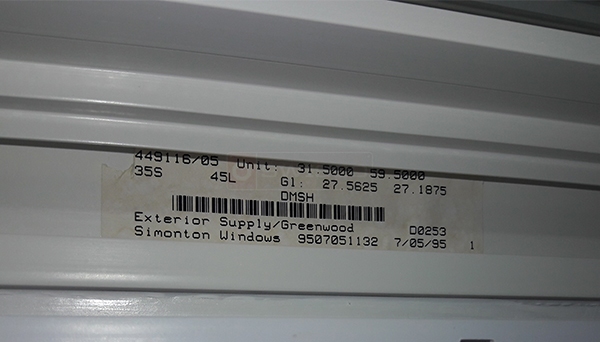 449116/05 Unit: 31.5000 59.5000
35S 45L Gl: 27.5625 27.1875
DMSH
Exterior Supply/Greenwood D0253
Simonton Windows 9507051132 7/05/95 1